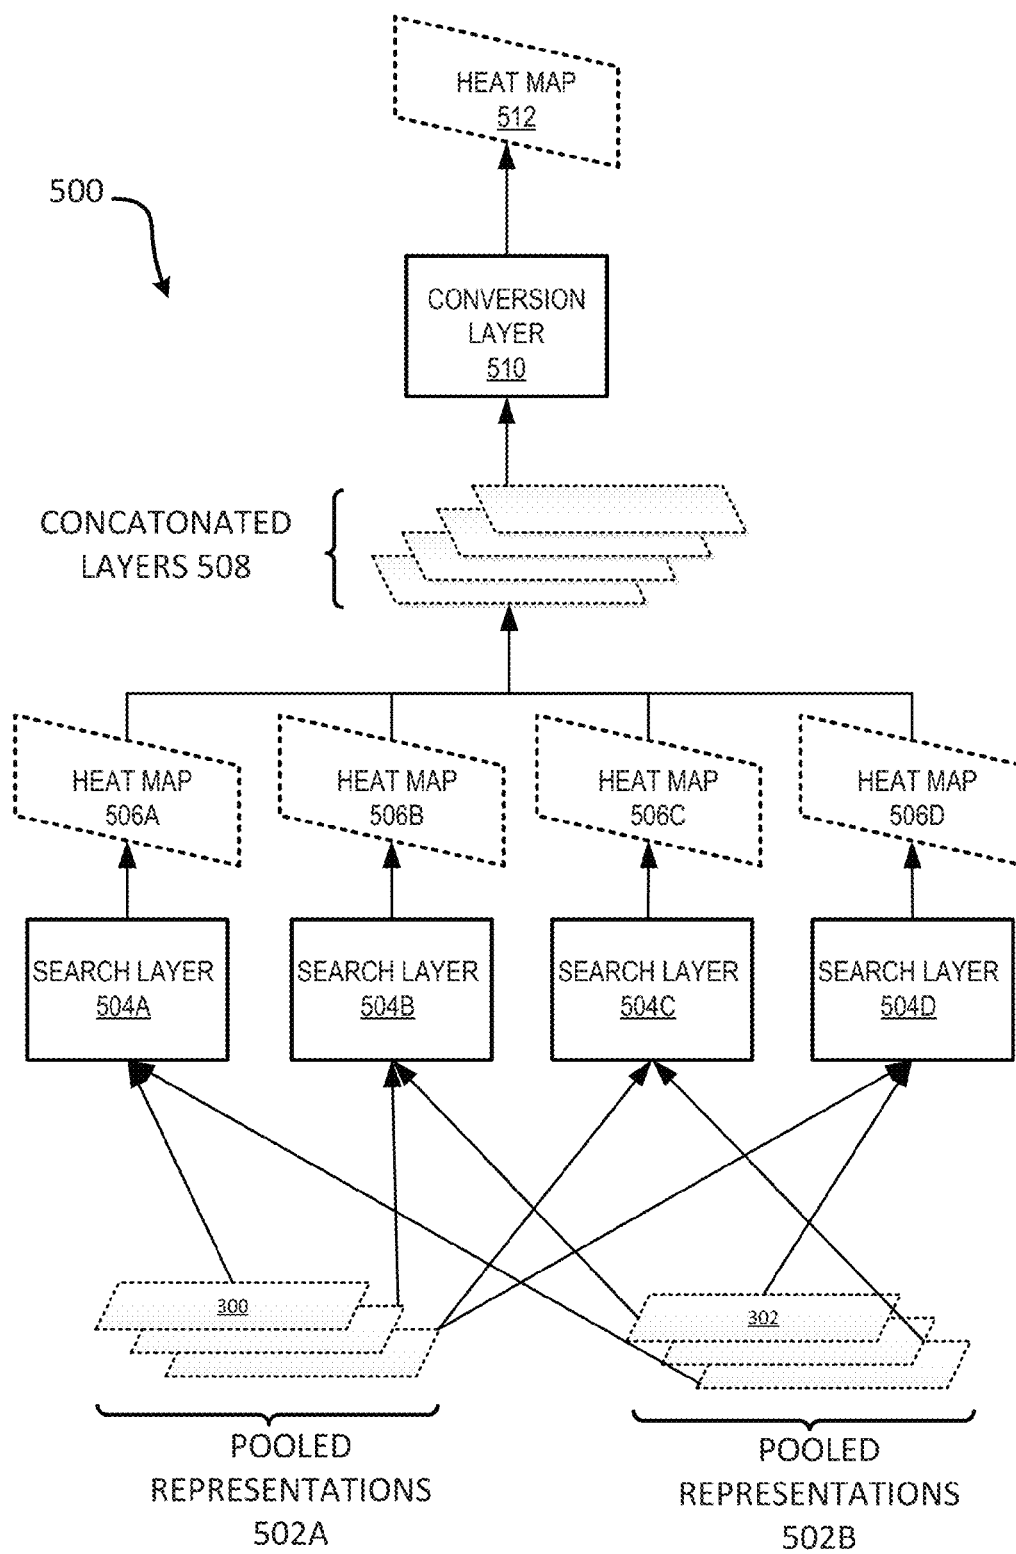 HEAT MAP
512
500
CONVERSION
LAYER
510
CONCATONATED
LAYERS 508
HEAT MAP
506A
HEAT MAP
506B
HEAT MAP
506C
HEAT MAP
506D
SEARCH LAYER
504A
SEARCH LAYER
504B
SEARCH LAYER
504C
SEARCH LAYER
504D
300
302
POOLED
REPRESENTATIONS
502A
POOLED
REPRESENTATIONS
502B